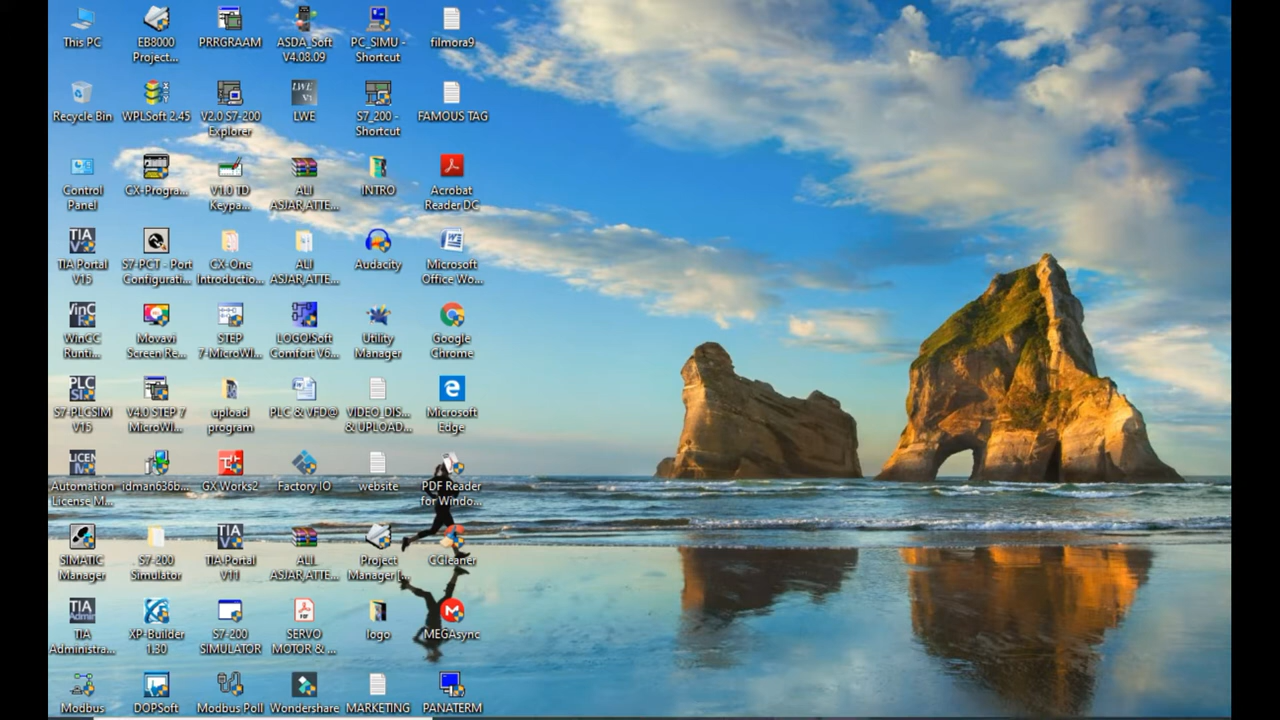 This PC
EB8000
Project...
PRRGRAAM
ASDA_Soft
V4.08.09
PC_SIMU -
Shortcut
filmora9
Recycle Bin
WPLSoft 2.45
V2.0 S7-200
Explorer
LWE
S7_200 -
Shortcut
FAMOUS TAG
Control
Panel
CX-Progra...
V1.0 TD
Keypa...
ALI
ASJAR,ATTE...
INTRO
Acrobat
Reader DC
TIA Portal
V15
S7-PCT - Port
Configurati...
CX-One
Introductio...
ALI
ASJAR,ATTE...
Audacity
Microsoft
Office Wo...
WinCC
Runti...
Movavi
Screen Re...
STEP
7-MicroWI...
LOGO!Soft
Comfort V6...
Utility
Manager
Google
Chrome
S7-PLCSIM
V15
V4.0 STEP 7
MicroWI...
upload
program
PLC & VFD@
VIDEO_DIS...
& UPLOAD...
Microsoft
Edge
Automation
License M...
idman636b...
GX Works2
Factory IO
website
PDF Reader
for Windo...
SIMATIC
Manager
S7-200
Simulator
TIA Portal
V11
ALI
ASJAR,ATTE...
Project
Manager [...
CCleaner
TIA
Administra...
XP-Builder
1.30
S7-200
SIMULATOR
SERVO
MOTOR & ...
logo
MEGAsync
Modbus
DOPSoft
Modbus Poll
Wondershare
MARKETING
PANATERM